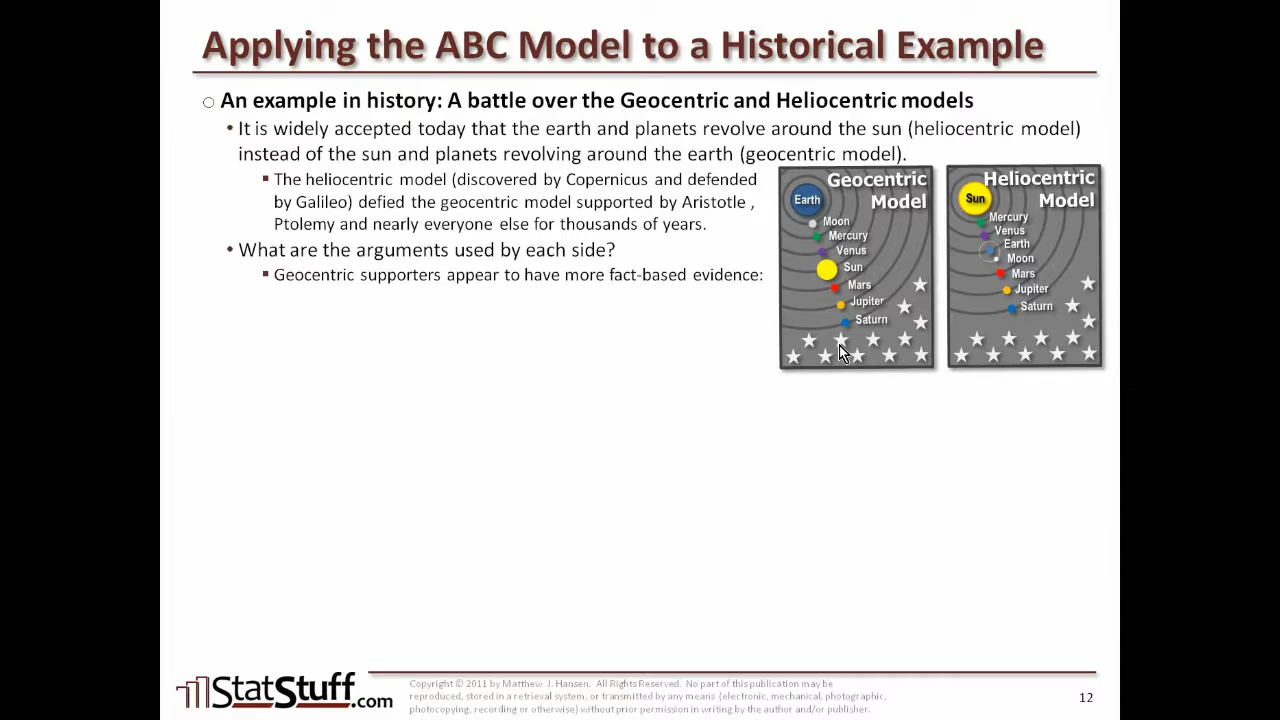 Applying the ABC Model to a Historical Example
An example in history: A battle over the Geocentric and Heliocentric models
• It is widely accepted today that the earth and planets revolve around the sun (heliocentric model)
instead of the sun and planets revolving around the earth (geocentric model).
▪ The heliocentric model (discovered by Copernicus and defended
by Galileo) defied the geocentric model supported by Aristotle ,
Ptolemy and nearly everyone else for thousands of years.
• What are the arguments used by each side?
▪ Geocentric supporters appear to have more fact-based evidence:
Geocentric
Model
Earth
Moon
Mercury
Venus
Sun
Mars
Jupiter
Saturn
Heliocentric
Model
Sun
Mercury
Venus
Earth
Moon
Mars
Jupiter
Saturn
StatStuff.com
Copyright © 2011 by Matthew J. Hansen. All Rights Reserved. No part of this publication may be
reproduced, stored in a retrieval system, or transmitted by any means (electronic, mechanical, photographic,
photocopying, recording or otherwise) without prior permission in writing by the author and/or publisher.
12